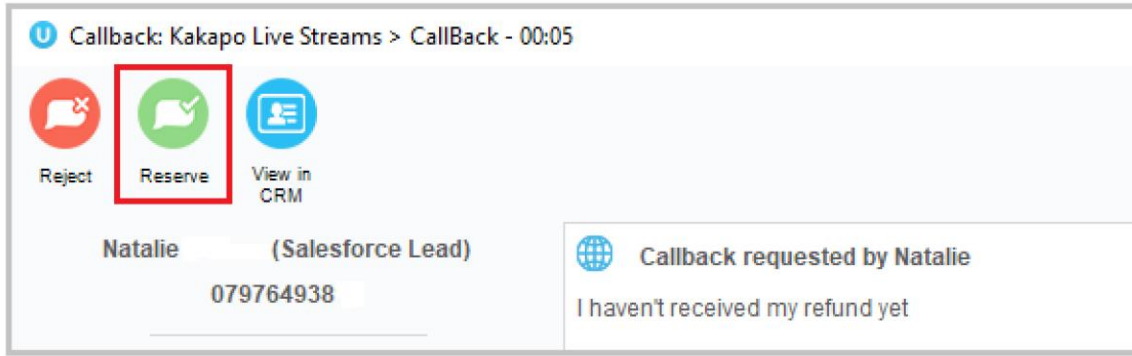 U Callback: Kakapo Live Streams > CallBack - 00:05
Reject Reserve View in
CRM
Natalie (Salesforce Lead)
079764938
Callback requested by Natalie
I haven't received my refund yet